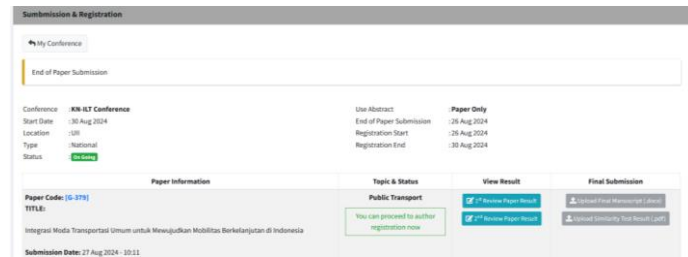 Sumbmission & Registration
My Conference
End of Paper Submission
Conference : KN-ILT Conference
Start Date : 30 Aug 2024
Location : UII
Type : National
Status : On Going
Use Abstract : Paper Only
End of Paper Submission : 26 Aug 2024
Registration Start : 26 Aug 2024
Registration End : 30 Aug 2024
Paper Information Topic & Status View Result Final Submission
Paper Code: [G-379]
TITLE:
Integrasi Moda Transportasi Umum untuk Mewujudkan Mobilitas Berkelanjutan di Indonesia
Submission Date: 27 Aug 2024 - 10:11
Public Transport
You can proceed to author
registration now
1st Review Paper Result
2nd Review Paper Result
Upload Final Manuscript (.docx)
Upload Similarity Test Result (.pdf)